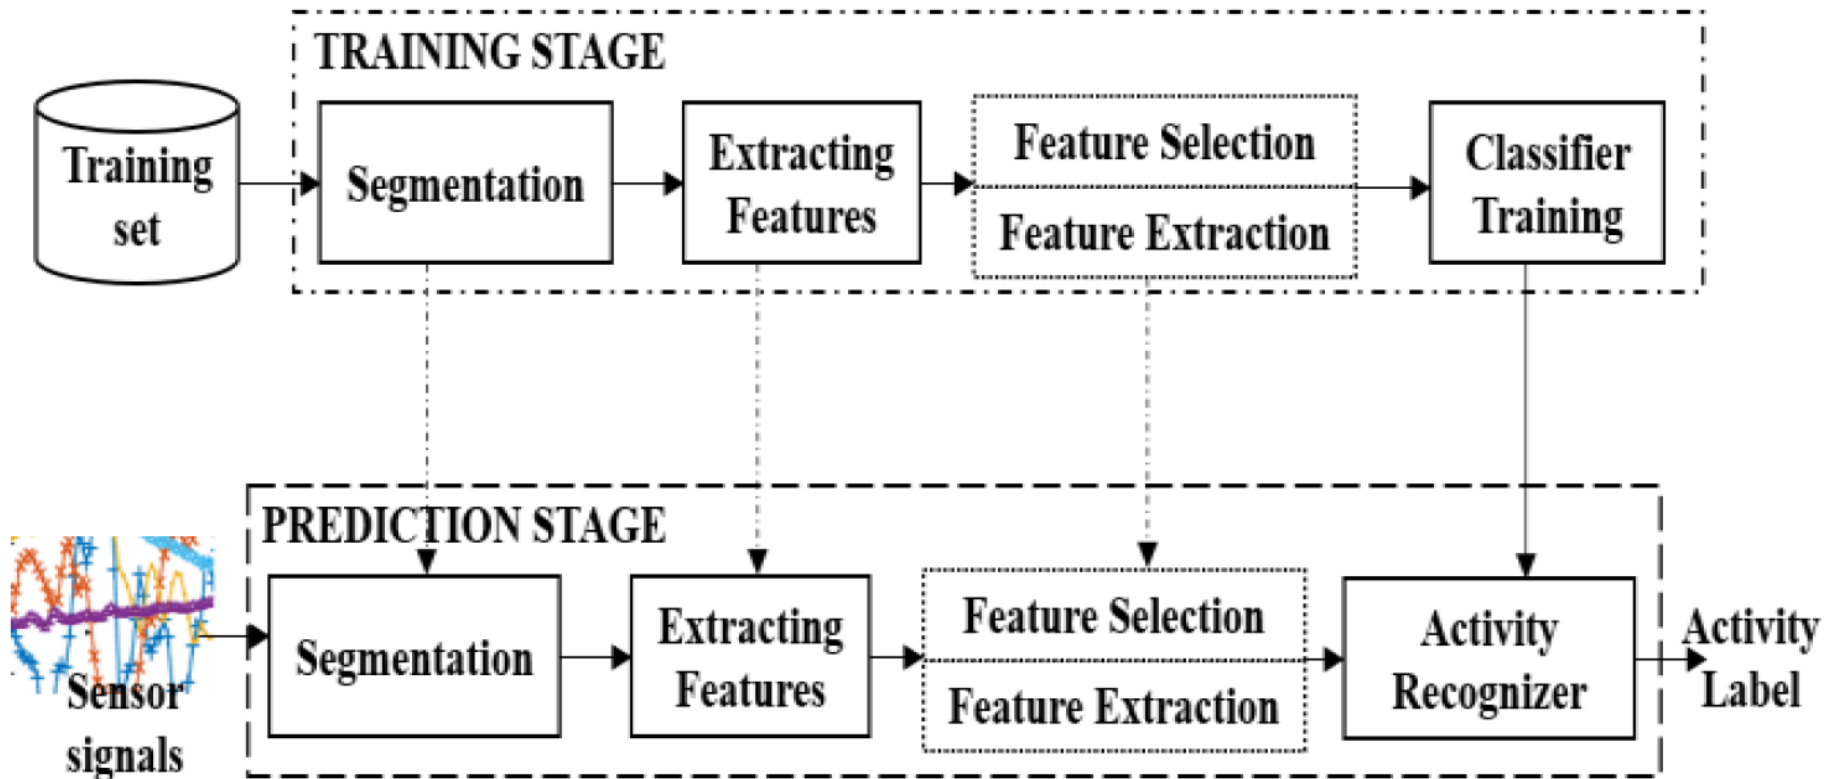 TRAINING STAGE
Training
set
Segmentation
Extracting
Features
Feature Selection
Feature Extraction
Classifier
Training
PREDICTION STAGE
Sensor
signals
Segmentation
Extracting
Features
Feature Selection
Feature Extraction
Activity
Recognizer
Activity
Label